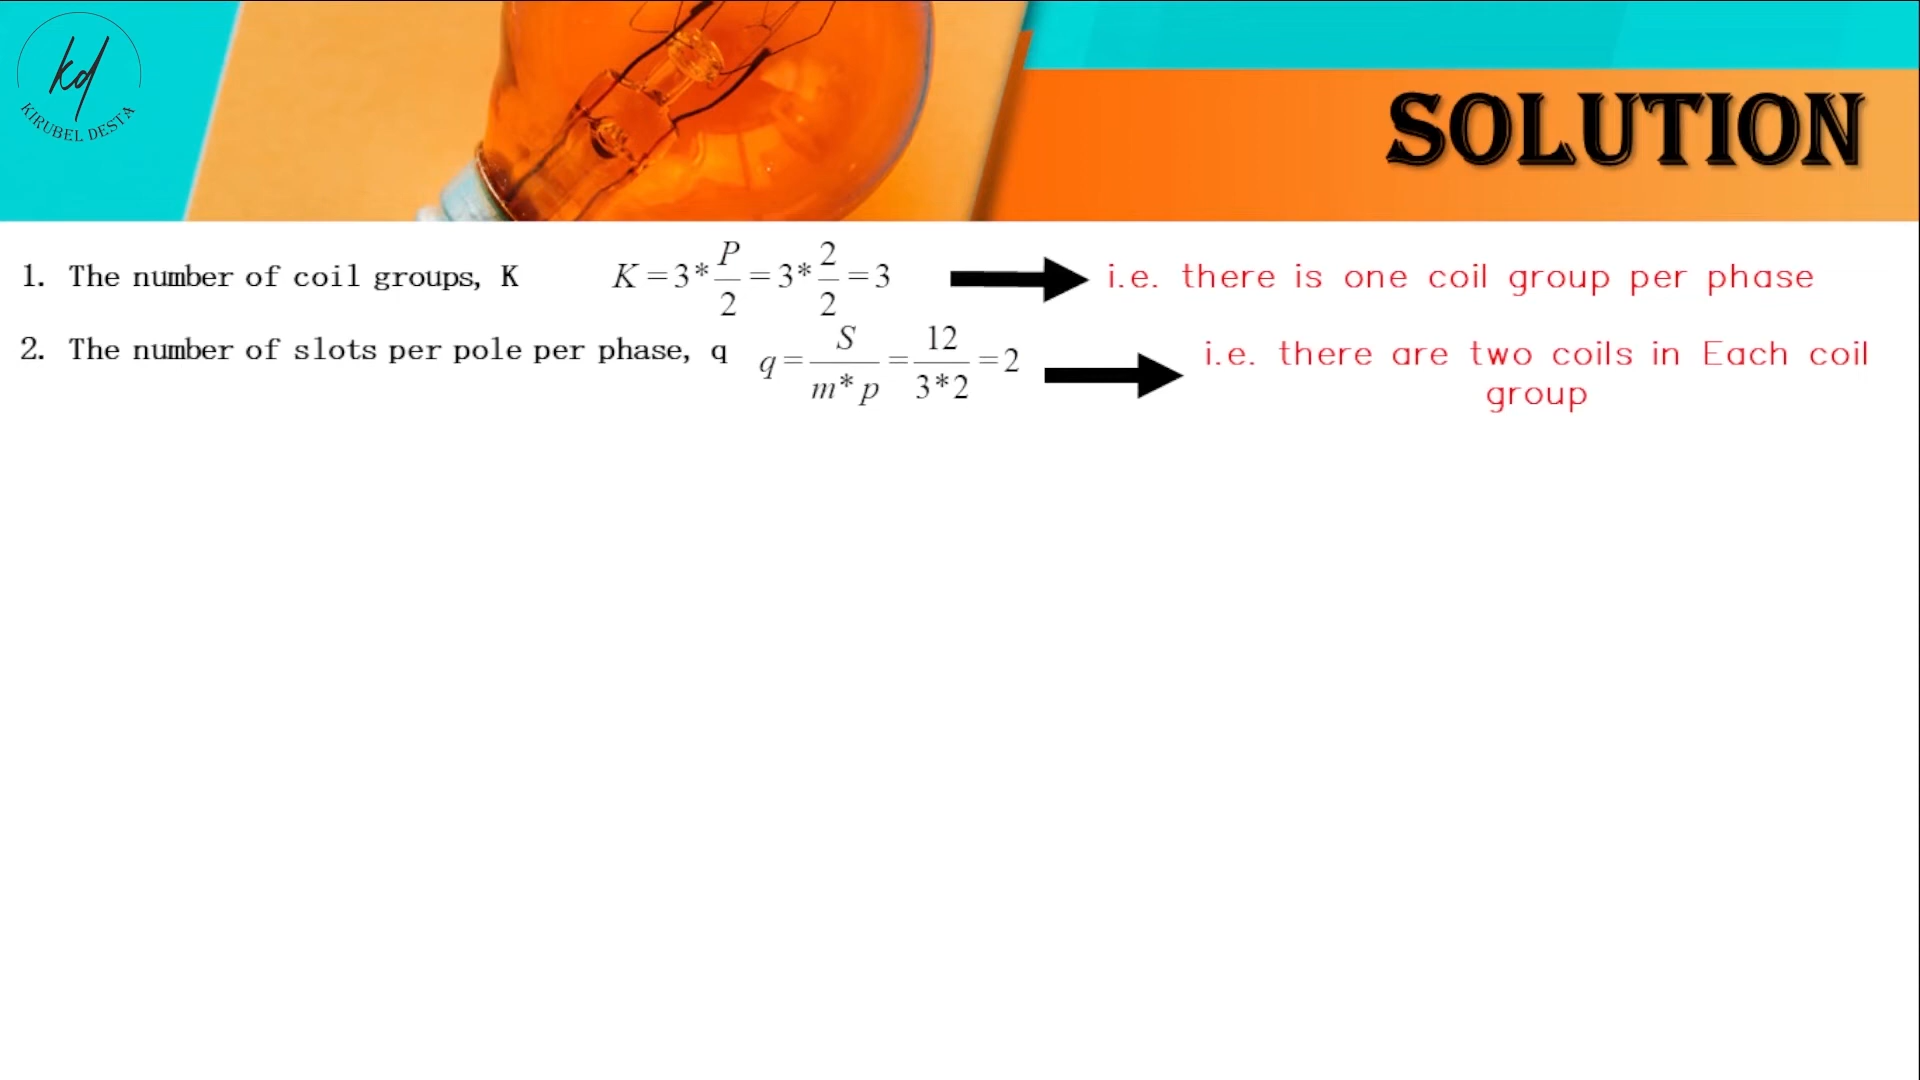 kd
KIRUBEL DESTA
SOLUTION
1. The number of coil groups, K K = 3 * P/2 = 3 * 2/2 = 3 i.e. there is one coil group per phase
2. The number of slots per pole per phase, q q = S/(m * p) = 12/(3 * 2) = 2 i.e. there are two coils in Each coil
group